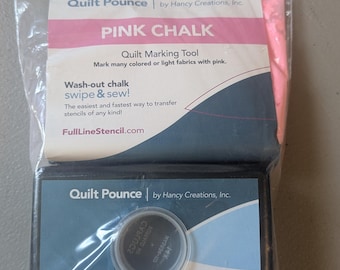 Quilt Pounce | by Hancy Creations, Inc.
PINK CHALK
Quilt Marking Tool
Mark many colored or light fabrics with pink.
Wash-out chalk
swipe & sew!
The easiest and fastest way to transfer
stencils of any kind!
FullLineStencil.com
Quilt Pounce | by Hancy Creations, Inc.